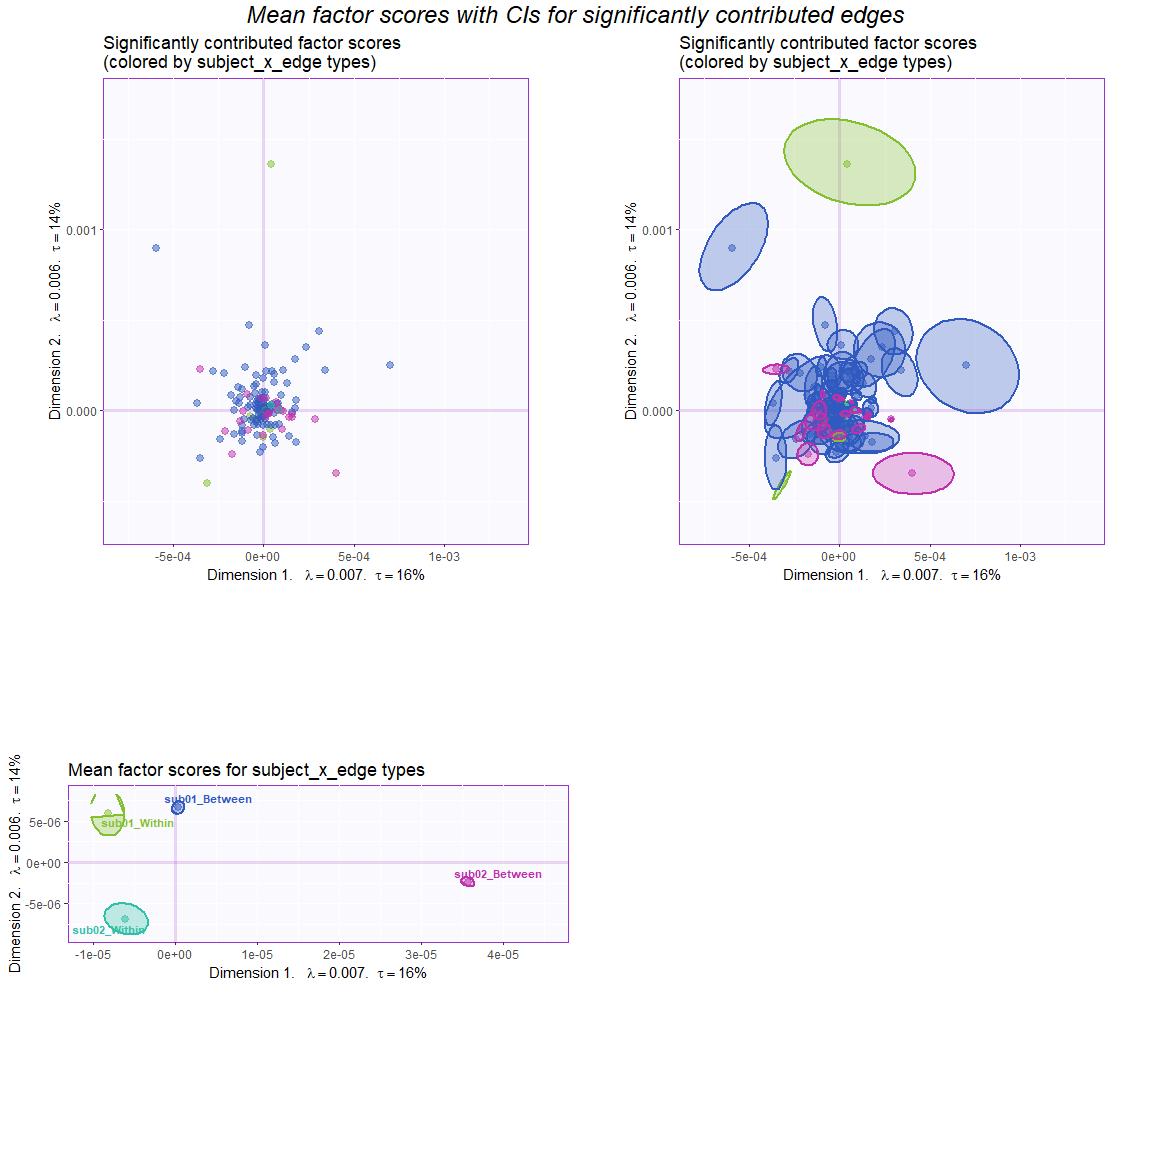 Mean factor scores with CIs for significantly contributed edges
Significantly contributed factor scores
(colored by subject_x_edge types)
Dimension 2.   λ = 0.006.  τ = 14%
0.001
0.000
-5e-04
0e+00
5e-04
1e-03
Dimension 1.   λ = 0.007.  τ = 16%
Significantly contributed factor scores
(colored by subject_x_edge types)
Dimension 2.   λ = 0.006.  τ = 14%
0.001
0.000
-5e-04
0e+00
5e-04
1e-03
Dimension 1.   λ = 0.007.  τ = 16%
Mean factor scores for subject_x_edge types
Dimension 2.   λ = 0.006.  τ = 14%
5e-06
0e+00
-5e-06
sub01_Between
sub01_Within
sub02_Between
sub02_Within
-1e-05
0e+00
1e-05
2e-05
3e-05
4e-05
Dimension 1.   λ = 0.007.  τ = 16%